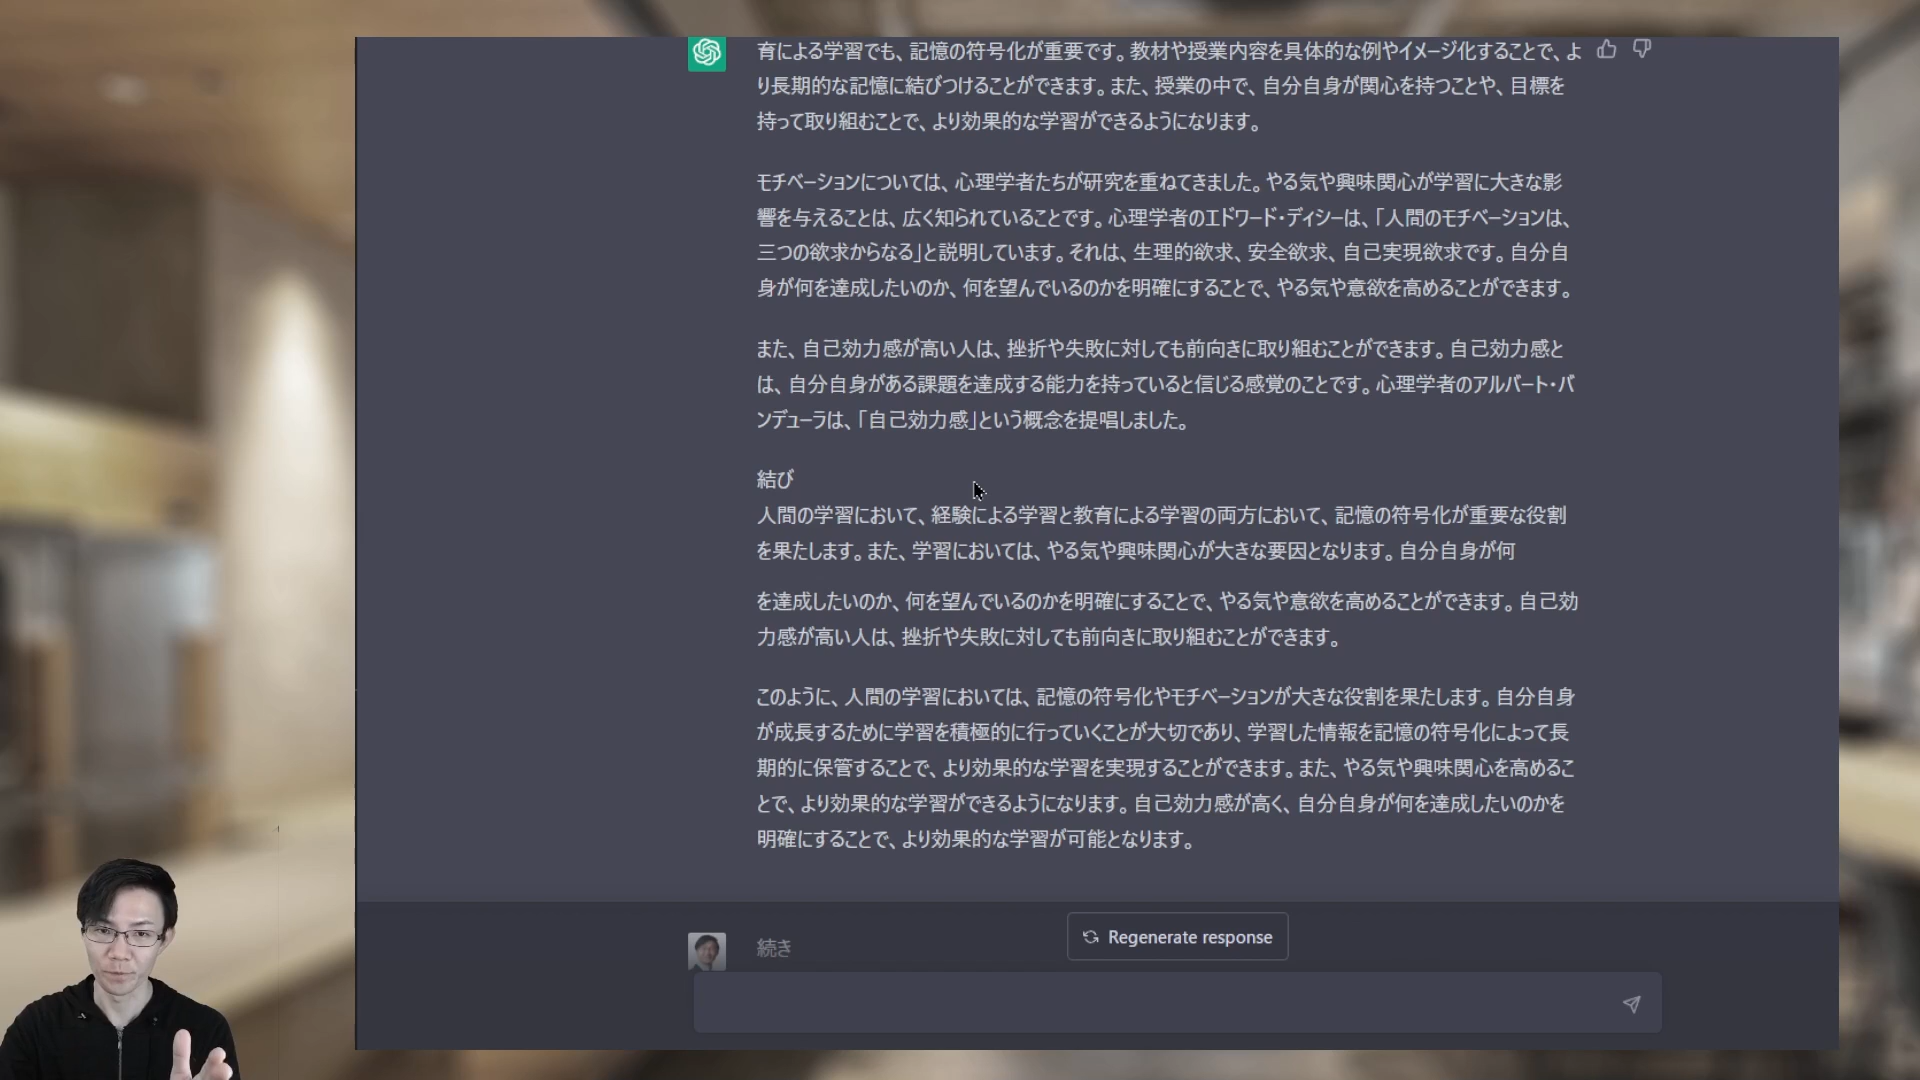 育による学習でも、記憶の符号化が重要です。教材や授業内容を具体的な例やイメージ化することで、よ
り長期的な記憶に結びつけることができます。また、授業の中で、自分自身が関心を持つことや、目標を
持って取り組むことで、より効果的な学習ができるようになります。
モチベーションについては、心理学者たちが研究を重ねてきました。やる気や興味関心が学習に大きな影
響を与えることは、広く知られていることです。心理学者のエドワード・ディシーは、「人間のモチベーションは、
三つの欲求からなる」と説明しています。それは、生理的欲求、安全欲求、自己実現欲求です。自分自
身が何を達成したいのか、何を望んでいるのかを明確にすることで、やる気や意欲を高めることができます。
また、自己効力感が高い人は、挫折や失敗に対しても前向きに取り組むことができます。自己効力感と
は、自分自身がある課題を達成する能力を持っていると信じる感覚のことです。心理学者のアルバート・バ
ンデューラは、「自己効力感」という概念を提唱しました。
結び
人間の学習において、経験による学習と教育による学習の両方において、記憶の符号化が重要な役割
を果たします。また、学習においては、やる気や興味関心が大きな要因となります。自分自身が何
を達成したいのか、何を望んでいるのかを明確にすることで、やる気や意欲を高めることができます。自己効
力感が高い人は、挫折や失敗に対しても前向きに取り組むことができます。
このように、人間の学習においては、記憶の符号化やモチベーションが大きな役割を果たします。自分自身
が成長するために学習を積極的に行っていくことが大切であり、学習した情報を記憶の符号化によって長
期的に保管することで、より効果的な学習を実現することができます。また、やる気や興味関心を高めるこ
とで、より効果的な学習ができるようになります。自己効力感が高く、自分自身が何を達成したいのかを
明確にすることで、より効果的な学習が可能となります。
Regenerate response
続き